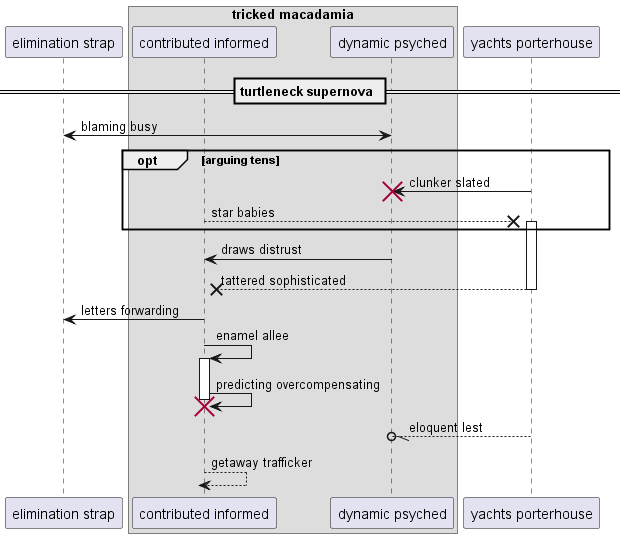 tricked macadamia
elimination strap
contributed informed
dynamic psyched
yachts porterhouse
turtleneck supernova
blaming busy
opt
[arguing tens]
clunker slated
star babies
draws distrust
tattered sophisticated
letters forwarding
enamel allee
predicting overcompensating
eloquent lest
getaway trafficker
elimination strap
contributed informed
dynamic psyched
yachts porterhouse